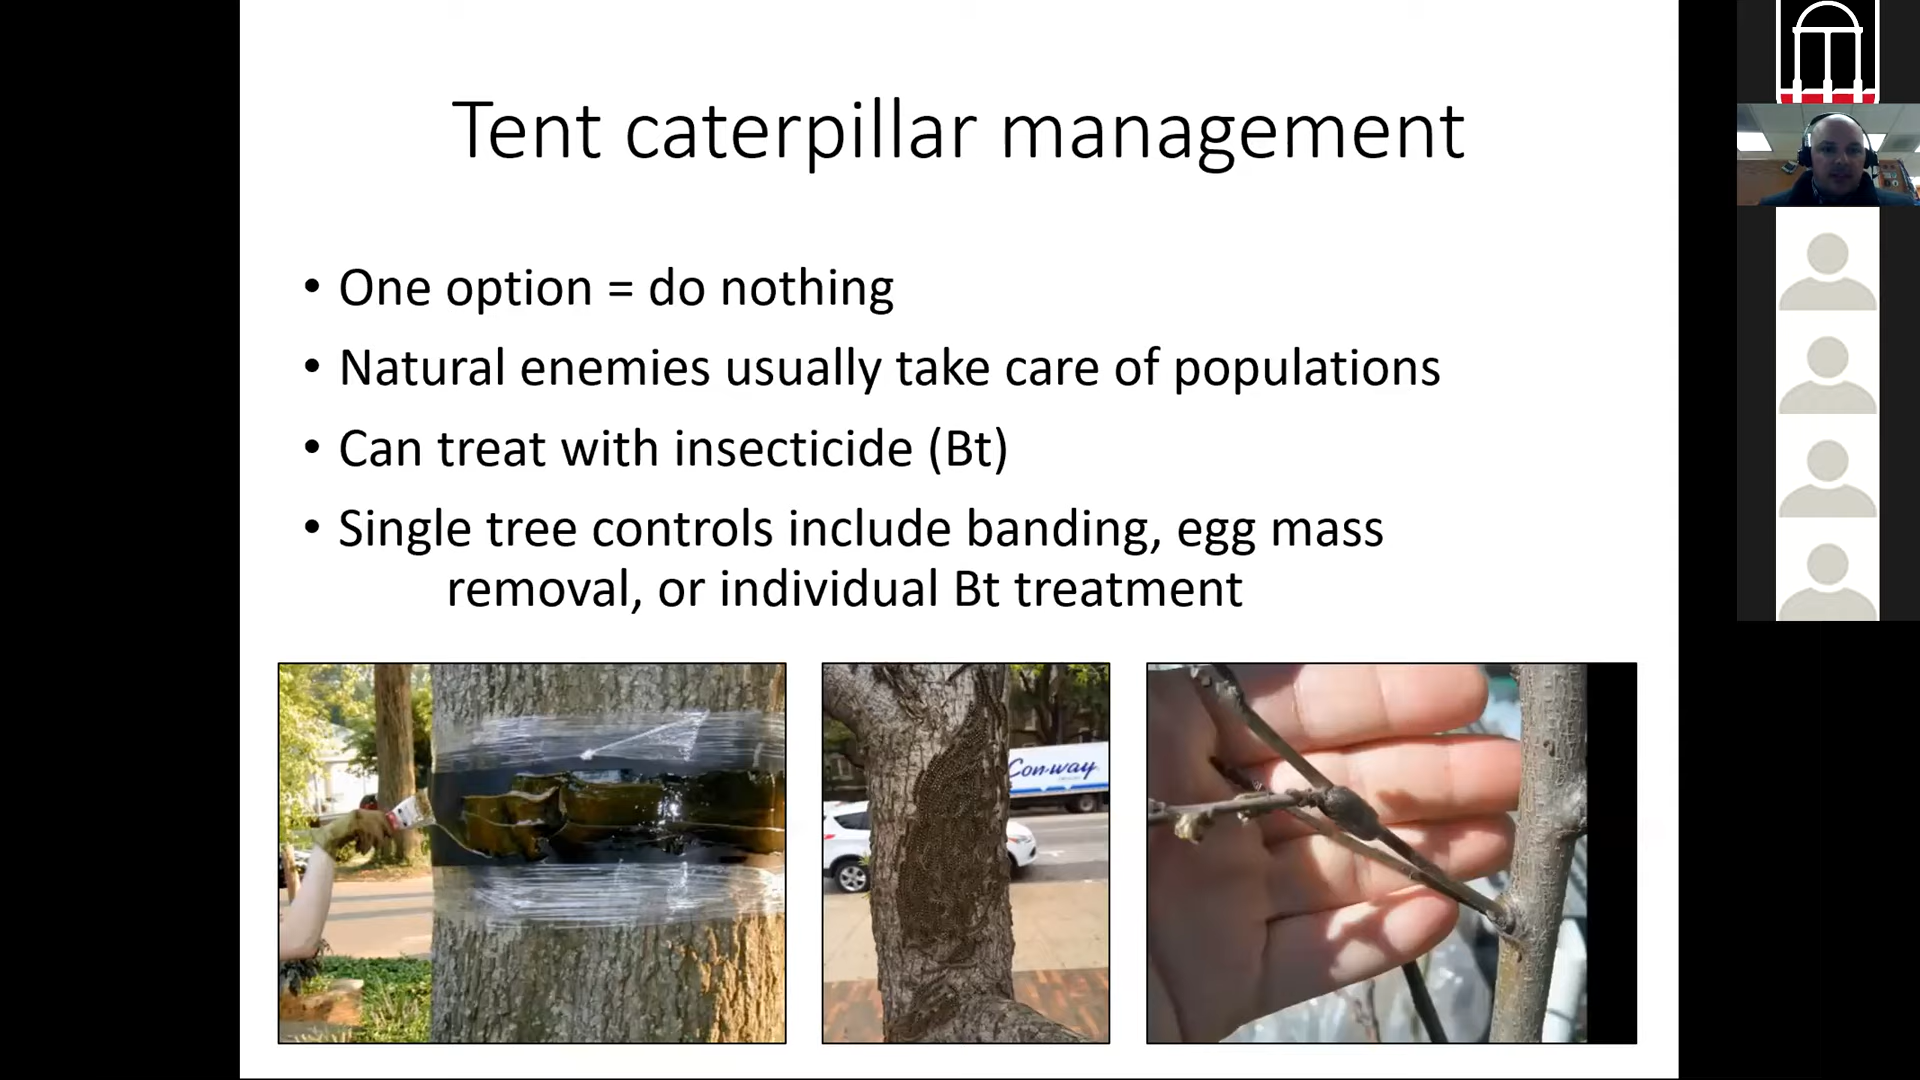 Tent caterpillar management
• One option = do nothing
• Natural enemies usually take care of populations
• Can treat with insecticide (Bt)
• Single tree controls include banding, egg mass
removal, or individual Bt treatment
Con-way